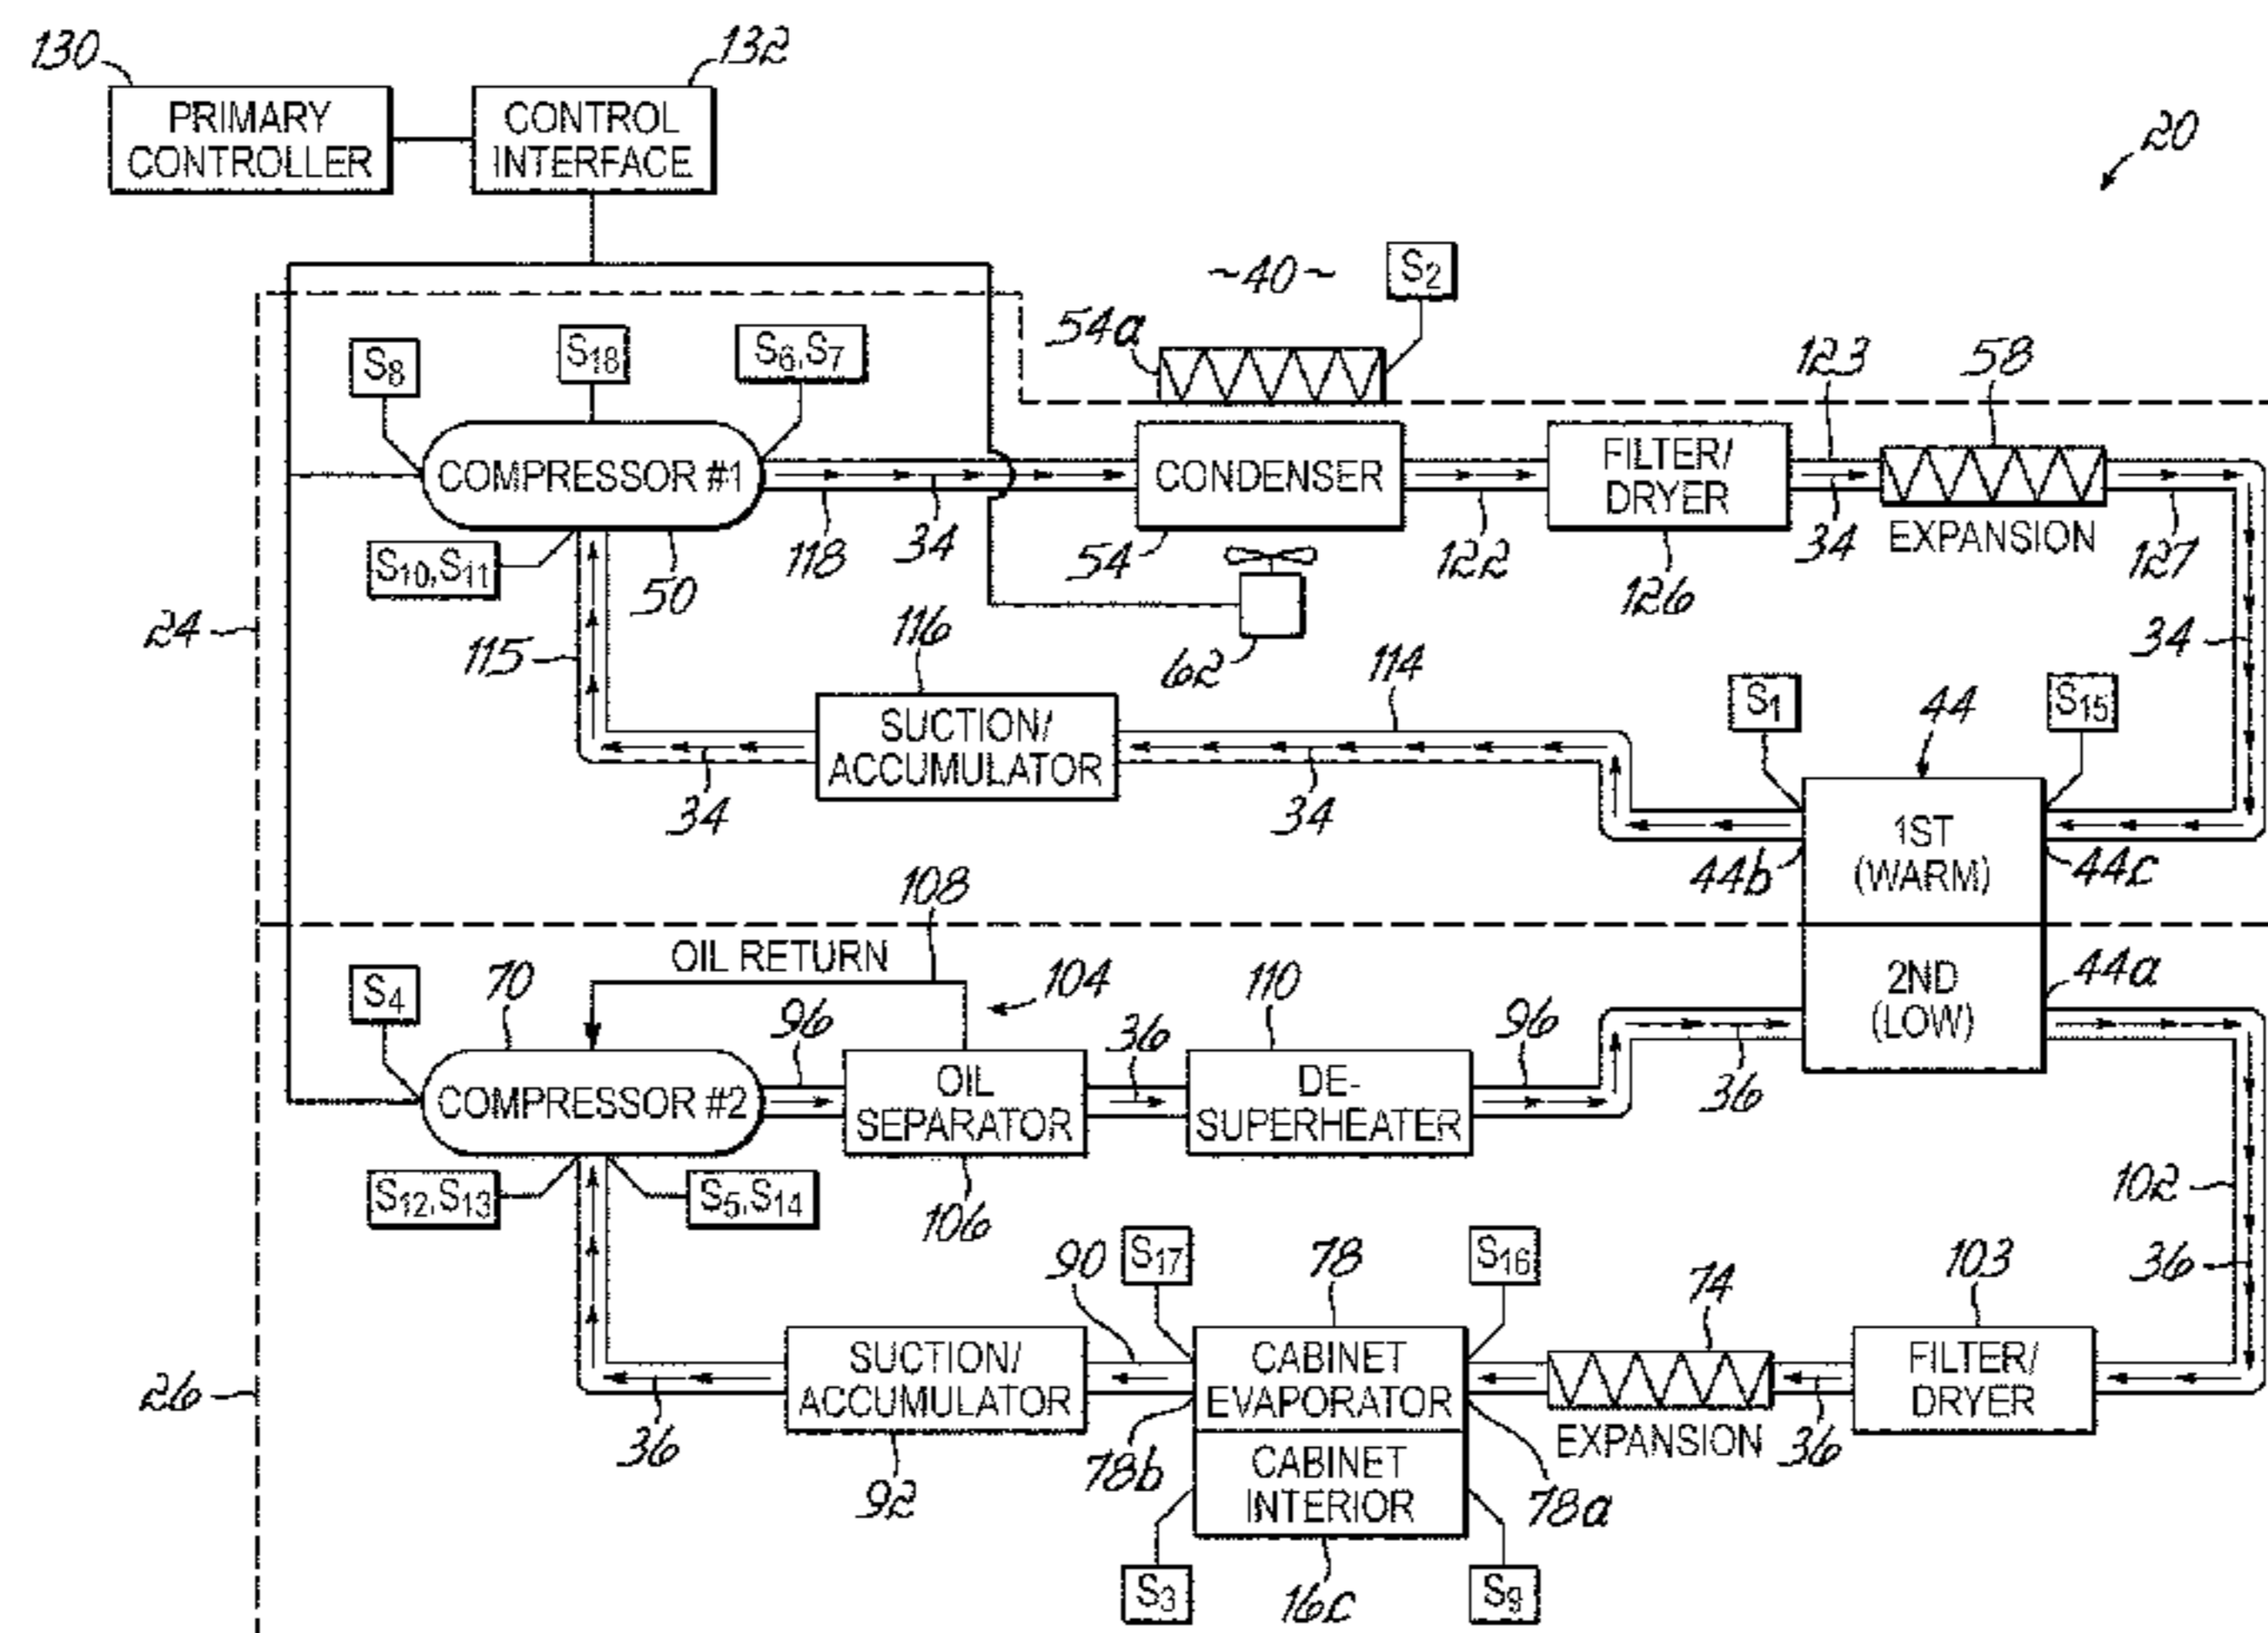 130
132
PRIMARY
CONTROLLER
CONTROL
INTERFACE
20
~40~
S2
54a
S8
S18
S6,S7
123
58
COMPRESSOR #1
CONDENSER
FILTER/
DRYER
EXPANSION
118
34
54
122
126
34
127
S10,S11
50
62
24
115
116
114
34
SUCTION/
ACCUMULATOR
34
34
S1
44
S15
1ST
(WARM)
44b
44c
108
OIL RETURN
S4
70
96
104
36
110
96
2ND
(LOW)
44a
36
COMPRESSOR #2
OIL
SEPARATOR
DE-
SUPERHEATER
S12,S13
S5,S14
106
102
36
90
S17
78
S16
74
103
26
SUCTION/
ACCUMULATOR
CABINET
EVAPORATOR
FILTER/
DRYER
EXPANSION
36
36
92
78b
CABINET
INTERIOR
78a
S3
16c
S9